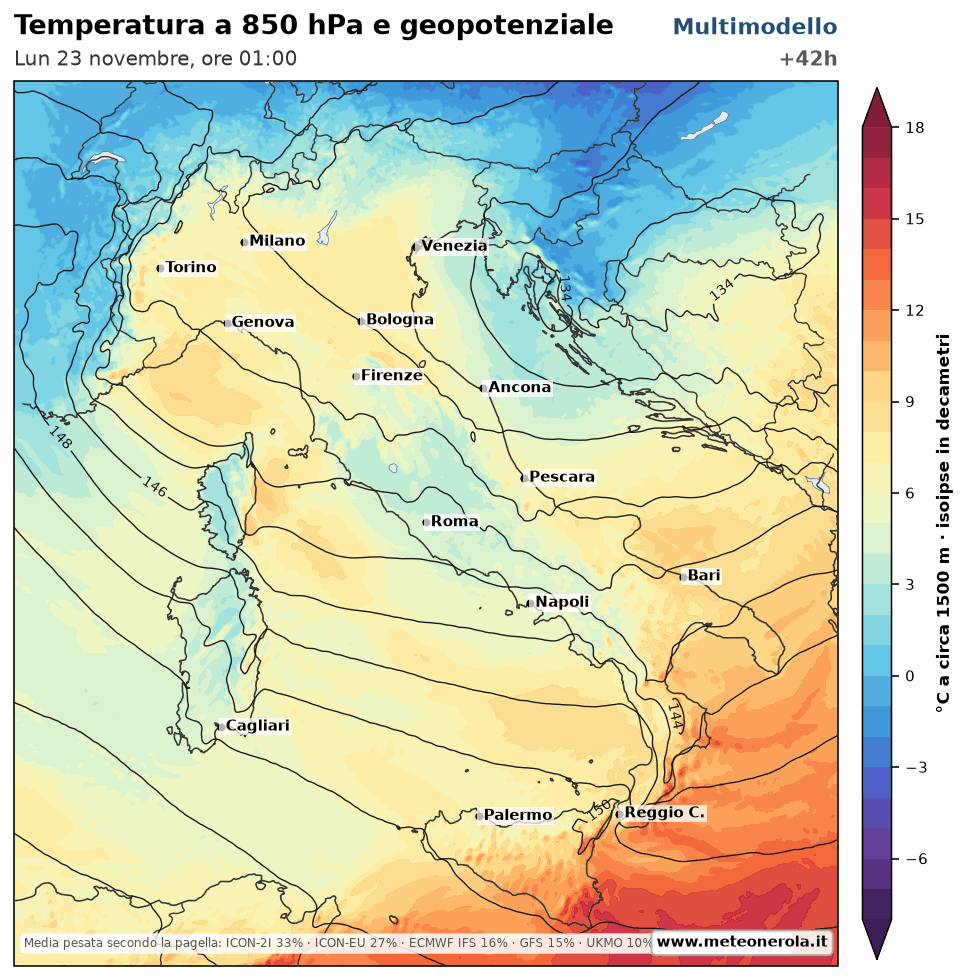 Temperatura a 850 hPa e geopotenziale
Multimodello
Lun 23 novembre, ore 01:00
+42h
18
15
12
9
6
3
0
−3
−6
°C a circa 1500 m · isoipse in decametri
Milano
Venezia
Torino
134
134
Genova
Bologna
Firenze
Ancona
148
146
Pescara
Roma
Bari
Napoli
144
Cagliari
150
Palermo
Reggio C.
Media pesata secondo la pagella: ICON-2I 33% · ICON-EU 27% · ECMWF IFS 16% · GFS 15% · UKMO 10%
www.meteonerola.it